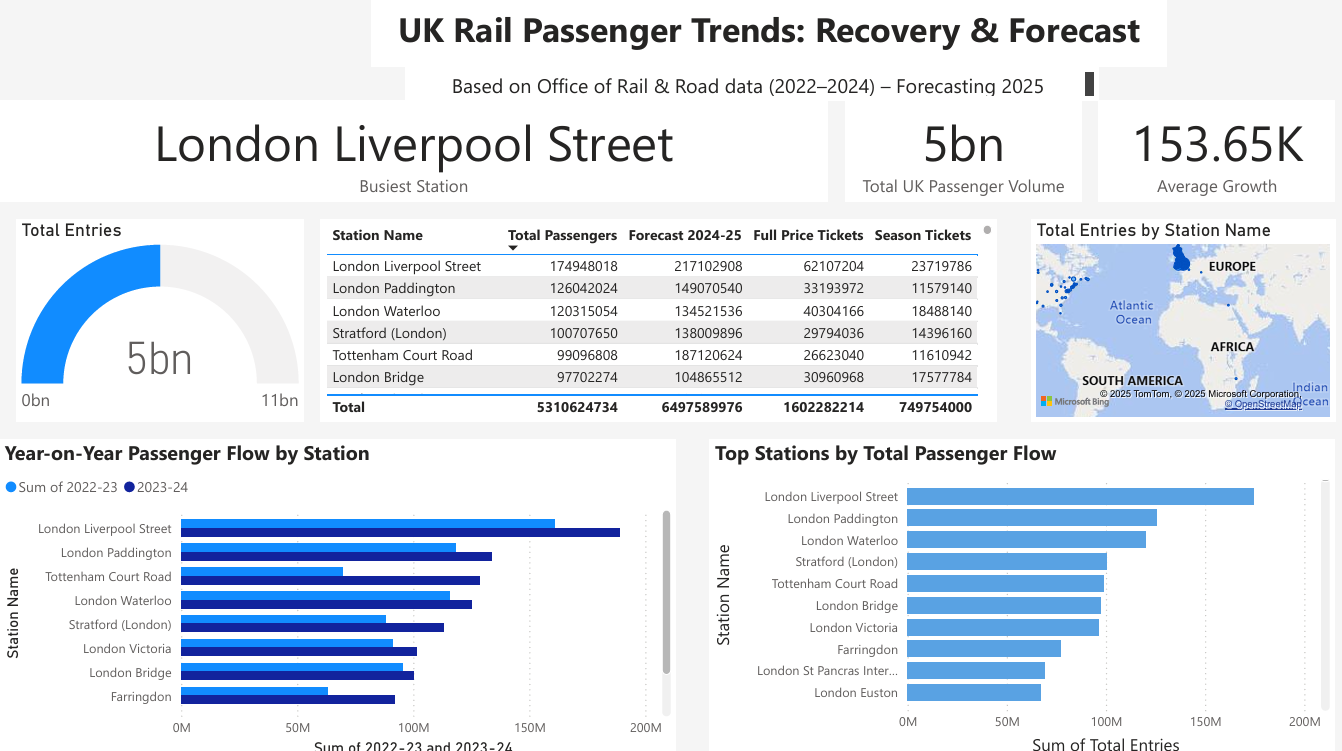 UK Rail Passenger Trends: Recovery & Forecast
Based on Office of Rail & Road data (2022–2024) – Forecasting 2025
London Liverpool Street
Busiest Station
5bn
Total UK Passenger Volume
153.65K
Average Growth
Total Entries
5bn
0bn 11bn
Station Name Total Passengers Forecast 2024-25 Full Price Tickets Season Tickets
London Liverpool Street 174948018 217102908 62107204 23719786
London Paddington 126042024 149070540 33193972 11579140
London Waterloo 120315054 134521536 40304166 18488140
Stratford (London) 100707650 138009896 29794036 14396160
Tottenham Court Road 99096808 187120624 26623040 11610942
London Bridge 97702274 104865512 30960968 17577784
Total 5310624734 6497589976 1602282214 749754000
Total Entries by Station Name
EUROPE
Atlantic
Ocean
AFRICA
SOUTH AMERICA
Indian
Ocean
Microsoft Bing
© 2025 TomTom, © 2025 Microsoft Corporation,
© OpenStreetMap
Year-on-Year Passenger Flow by Station
Sum of 2022-23 2023-24
Station Name
London Liverpool Street
London Paddington
Tottenham Court Road
London Waterloo
Stratford (London)
London Victoria
London Bridge
Farringdon
0M 50M 100M 150M 200M
Sum of 2022-23 and 2023-24
Top Stations by Total Passenger Flow
Station Name
London Liverpool Street
London Paddington
London Waterloo
Stratford (London)
Tottenham Court Road
London Bridge
London Victoria
Farringdon
London St Pancras Inter...
London Euston
0M 50M 100M 150M 200M
Sum of Total Entries